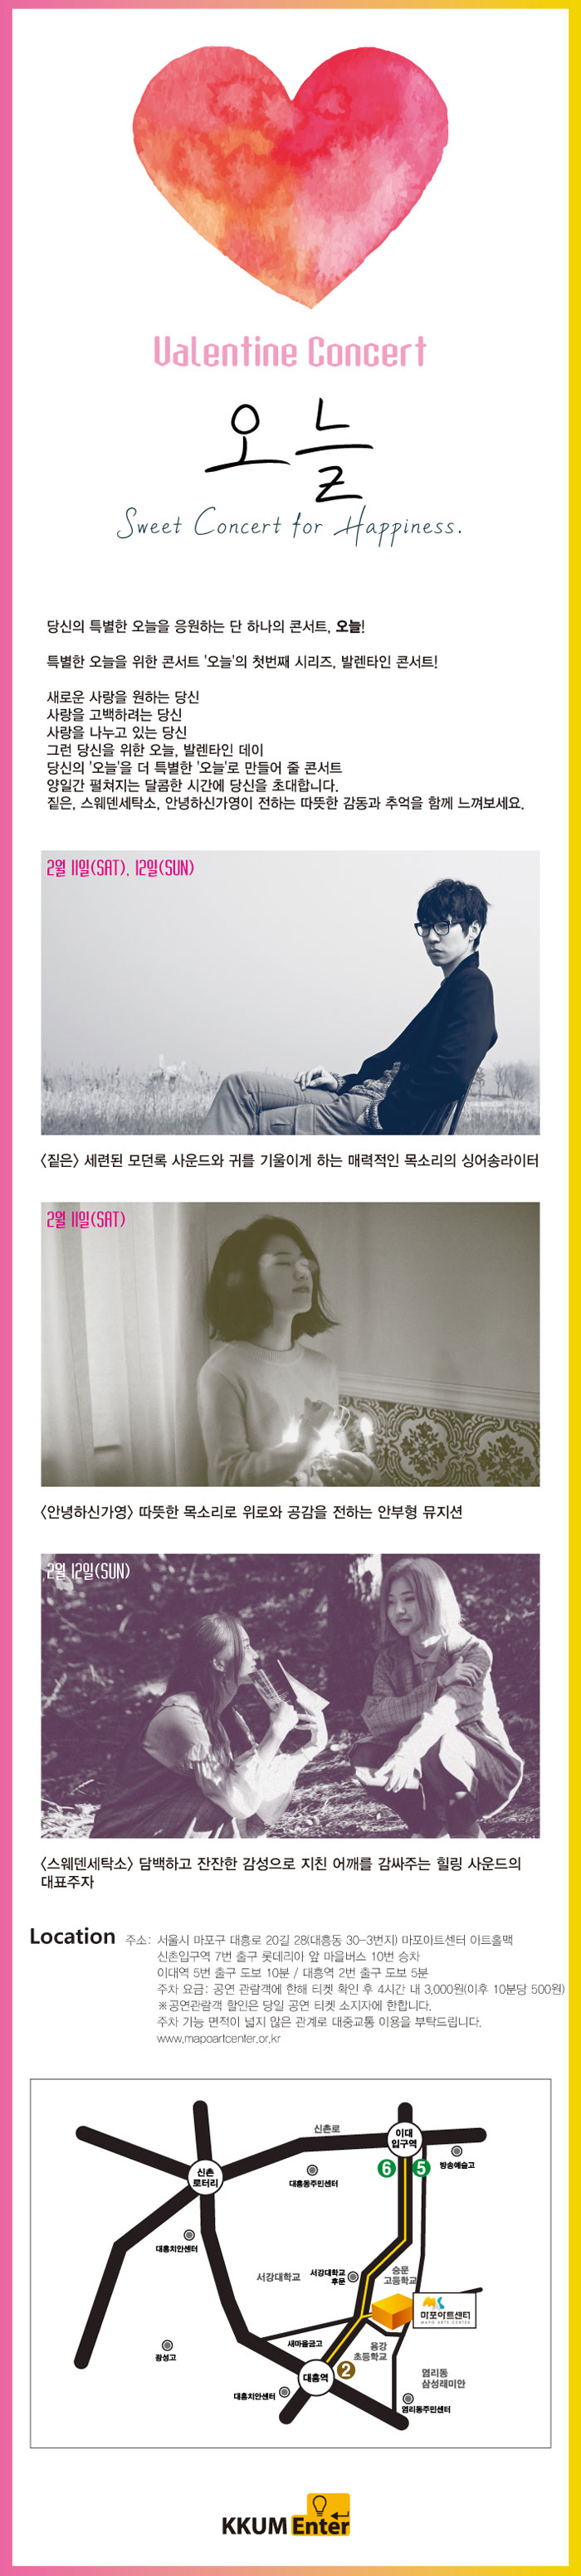 Valentine Concert
오늘
Sweet Concert for Happiness.
당신의 특별한 오늘을 응원하는 단 하나의 콘서트, 오늘!
특별한 오늘을 위한 콘서트 '오늘'의 첫번째 시리즈, 발렌타인 콘서트!
새로운 사랑을 원하는 당신
사랑을 고백하려는 당신
사랑을 나누고 있는 당신
그런 당신을 위한 오늘, 발렌타인 데이
당신의 '오늘'을 더 특별한 '오늘'로 만들어 줄 콘서트
양일간 펼쳐지는 달콤한 시간에 당신을 초대합니다.
짙은, 스웨덴세탁소, 안녕하신가영이 전하는 따뜻한 감동과 추억을 함께 느껴보세요.
2월 11일(SAT), 12일(SUN)
<짙은> 세련된 모던록 사운드와 귀를 기울이게 하는 매력적인 목소리의 싱어송라이터
2월 11일(SAT)
<안녕하신가영> 따뜻한 목소리로 위로와 공감을 전하는 안부형 뮤지션
2월 12일(SUN)
<스웨덴세탁소> 담백하고 잔잔한 감성으로 지친 어깨를 감싸주는 힐링 사운드의
대표주자
Location 주소: 서울시 마포구 대흥로 20길 28(대흥동 30-3번지) 마포아트센터 아트홀맥
신촌입구역 7번 출구 롯데리아 앞 마을버스 10번 승차
이대역 5번 출구 도보 10분 / 대흥역 2번 출구 도보 5분
주차 요금: 공연 관람객에 한해 티켓 확인 후 4시간 내 3,000원(이후 10분당 500원)
※공연관람객 할인은 당일 공연 티켓 소지자에 한합니다.
주차 가능 면적이 넓지 않은 관계로 대중교통 이용을 부탁드립니다.
www.mapoartcenter.or.kr
신촌로
이대
입구역
6 5
방송예술고
신촌
로터리
대흥동주민센터
대흥치안센터
서강대학교
서강대학교
후문
숭문
고등학교
마포아트센터
MAPO ARTS CENTER
새마을금고
용강
초등학교
광성고
대흥역
2
염리동
삼성래미안
대흥치안센터
염리동주민센터
KKUM Enter